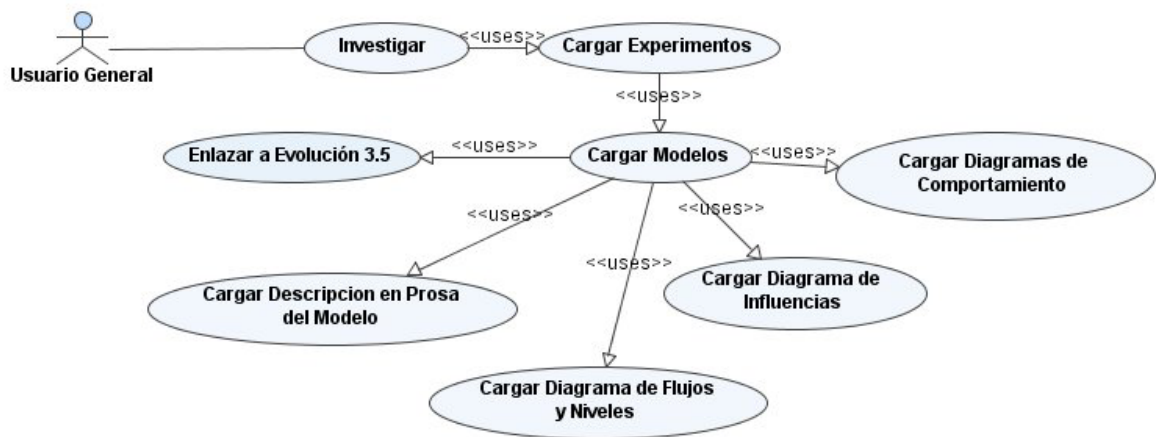 Usuario General
Investigar
<<uses>>
Cargar Experimentos
<<uses>>
Enlazar a Evolución 3.5
<<uses>>
Cargar Modelos
<<uses>>
Cargar Diagramas de
Comportamiento
<<uses>>
<<uses>>
<<uses>>
Cargar Descripcion en Prosa
del Modelo
Cargar Diagrama de
Influencias
Cargar Diagrama de Flujos
y Niveles